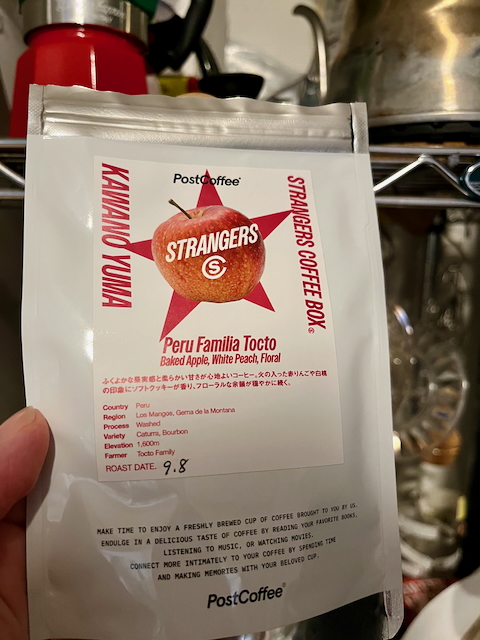 PostCoffee
KAWANO YUMA
STRANGERS COFFEE BOX
STRANGERS
Peru Familia Tocto
Baked Apple, White Peach, Floral
ふくよかな果実感と柔らかい甘さが心地よいコーヒー。火の入った赤りんごや白桃
の印象にソフトクッキーが香り、フローラルな余韻が穏やかに続く。
Country Peru
Region Los Mangos, Gema de la Montana
Process Washed
Variety Caturra, Bourbon
Elevation 1,600m
Farmer Tocto Family
ROAST DATE. 9.8
MAKE TIME TO ENJOY A FRESHLY BREWED CUP OF COFFEE BROUGHT TO YOU BY US.
ENDULGE IN A DELICIOUS TASTE OF COFFEE BY READING YOUR FAVORITE BOOKS,
LISTENING TO MUSIC, OR WATCHING MOVIES.
CONNECT MORE INTIMATELY TO YOUR COFFEE BY SPENDING TIME
AND MAKING MEMORIES WITH YOUR BELOVED CUP.
PostCoffee®